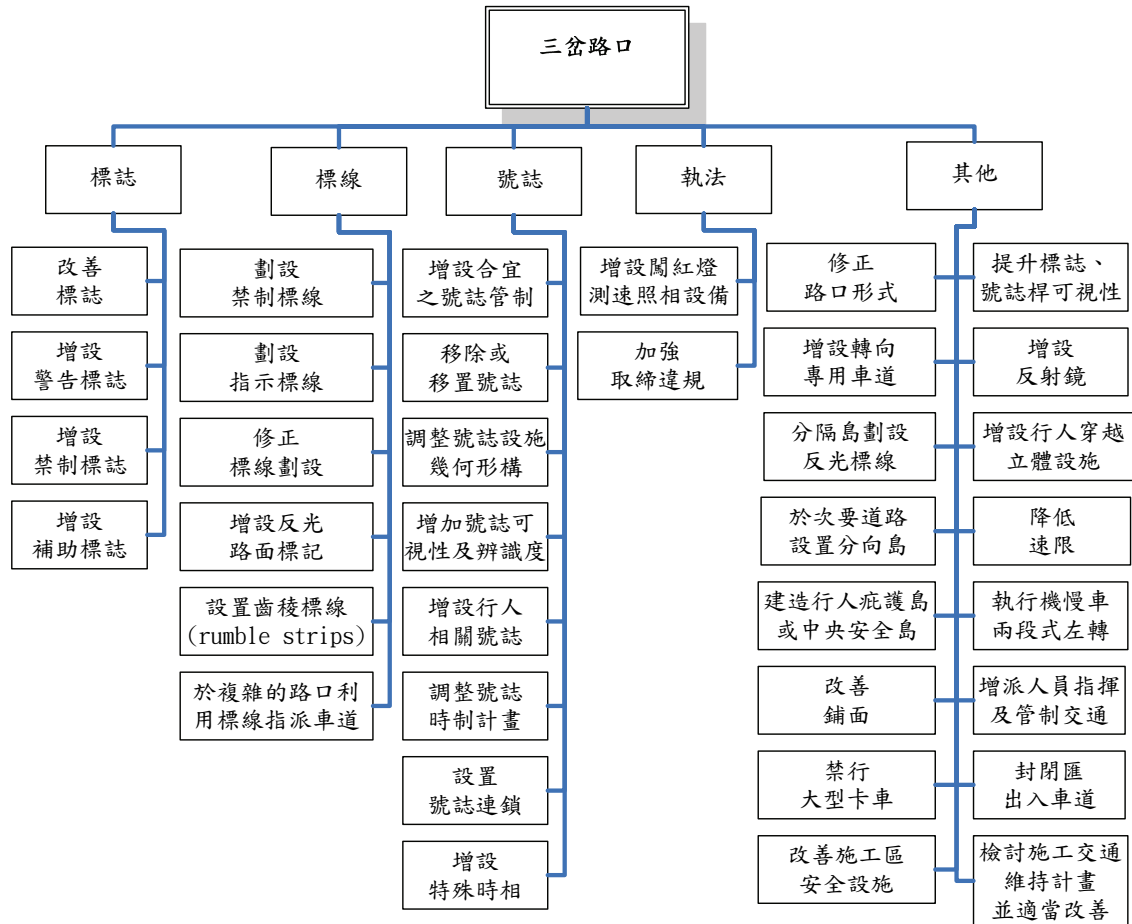 三岔路口
標誌
標線
號誌
執法
其他
改善
標誌
增設
警告標誌
增設
禁制標誌
增設
補助標誌
劃設
禁制標線
劃設
指示標線
修正
標線劃設
增設反光
路面標記
設置齒稜標線
(rumble strips)
於複雜的路口利
用標線指派車道
增設合宜
之號誌管制
移除或
移置號誌
調整號誌設施
幾何形構
增加號誌可
視性及辨識度
增設行人
相關號誌
調整號誌
時制計畫
設置
號誌連鎖
增設
特殊時相
增設闖紅燈
測速照相設備
加強
取締違規
修正
路口形式
增設轉向
專用車道
分隔島劃設
反光標線
於次要道路
設置分向島
建造行人庇護島
或中央安全島
改善
鋪面
禁行
大型卡車
改善施工區
安全設施
提升標誌、
號誌桿可視性
增設
反射鏡
增設行人穿越
立體設施
降低
速限
執行機慢車
兩段式左轉
增派人員指揮
及管制交通
封閉匯
出入車道
檢討施工交通
維持計畫
並適當改善